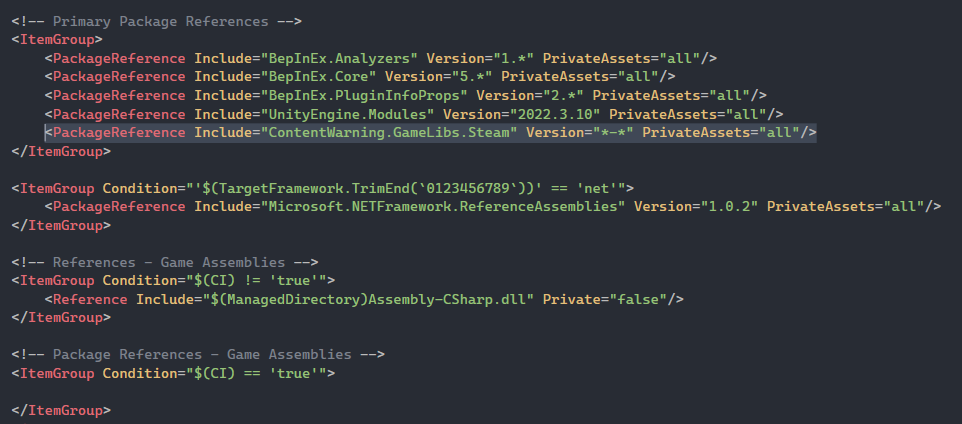 <!-- Primary Package References -->
<ItemGroup>
    <PackageReference Include="BepInEx.Analyzers" Version="1.*" PrivateAssets="all"/>
    <PackageReference Include="BepInEx.Core" Version="5.*" PrivateAssets="all"/>
    <PackageReference Include="BepInEx.PluginInfoProps" Version="2.*" PrivateAssets="all"/>
    <PackageReference Include="UnityEngine.Modules" Version="2022.3.10" PrivateAssets="all"/>
    <PackageReference Include="ContentWarning.GameLibs.Steam" Version="*-*" PrivateAssets="all"/>
</ItemGroup>

<ItemGroup Condition="'$(TargetFramework.TrimEnd(`0123456789`))' == 'net'">
    <PackageReference Include="Microsoft.NETFramework.ReferenceAssemblies" Version="1.0.2" PrivateAssets="all"/>
</ItemGroup>

<!-- References - Game Assemblies -->
<ItemGroup Condition="$(CI) != 'true'">
    <Reference Include="$(ManagedDirectory)Assembly-CSharp.dll" Private="false"/>
</ItemGroup>

<!-- Package References - Game Assemblies -->
<ItemGroup Condition="$(CI) == 'true'">

</ItemGroup>